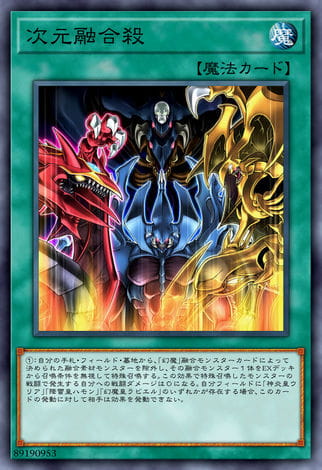 次元融合殺
魔
【魔法カード】
①：自分の手札・フィールド・墓地から、「幻魔」融合モンスターカードによって
決められた融合素材モンスターを除外し、その融合モンスター１体をEXデッキ
から召喚条件を無視して特殊召喚する。この効果で特殊召喚したモンスターの
戦闘で発生する自分への戦闘ダメージは０になる。自分フィールドに「神炎皇ウ
リア」「降雷皇ハモン」「幻魔皇ラビエル」のいずれかが存在する場合、このカー
ドの発動に対して相手は効果を発動できない。
89190953